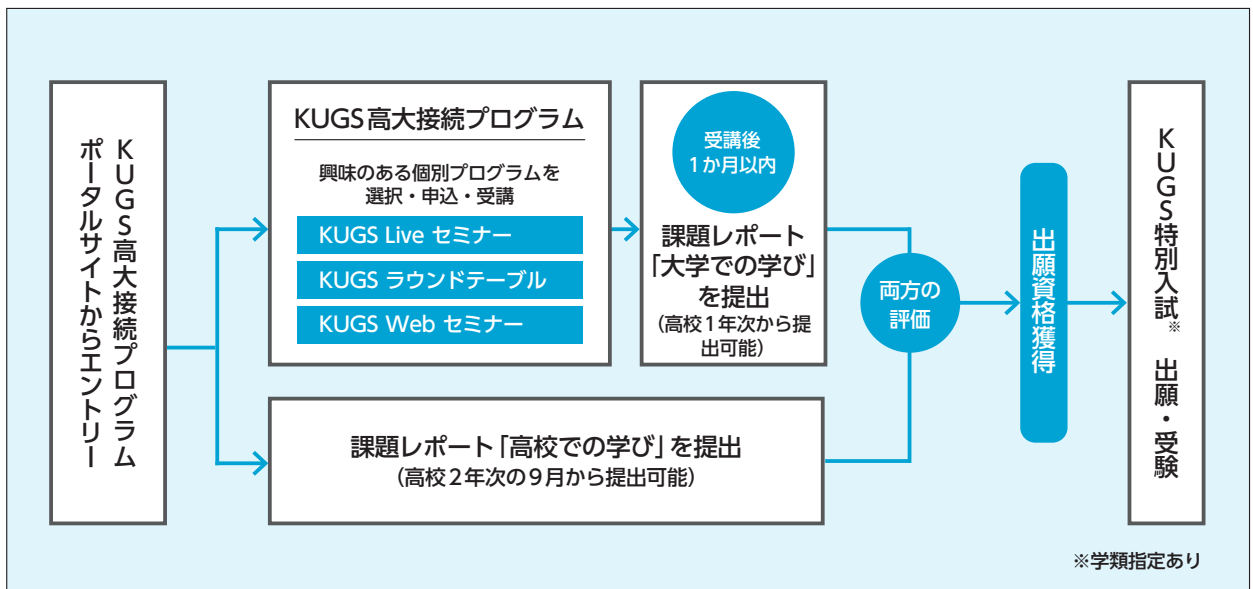 KUGS高大接続プログラム
ポータルサイトからエントリー
KUGS高大接続プログラム
興味のある個別プログラムを
選択・申込・受講
KUGS Live セミナー
KUGS ラウンドテーブル
KUGS Web セミナー
受講後
1か月以内
課題レポート
「大学での学び」
を提出
(高校1年次から提
出可能)
課題レポート「高校での学び」を提出
(高校2年次の9月から提出可能)
両方の
評価
出願資格獲得
KUGS特別入試※ 出願・受験
※学類指定あり